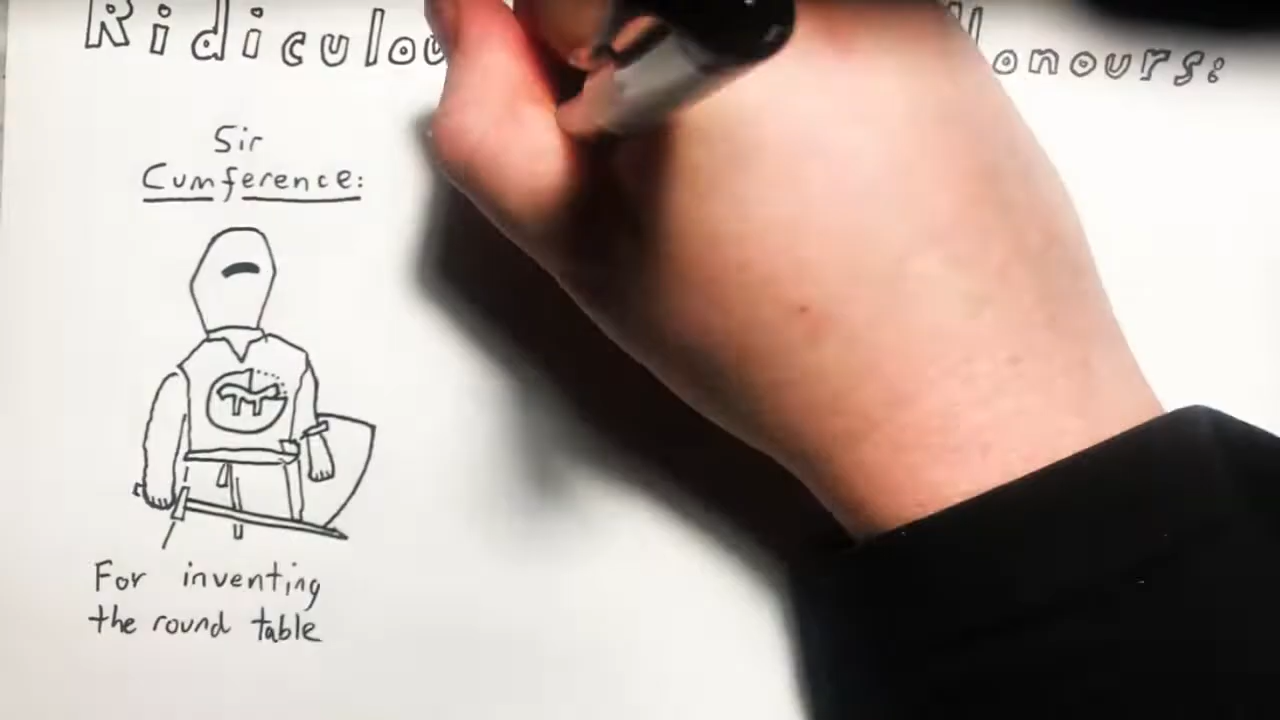 Ridiculou
onours:
Sir
Cumference:
For inventing
the round table